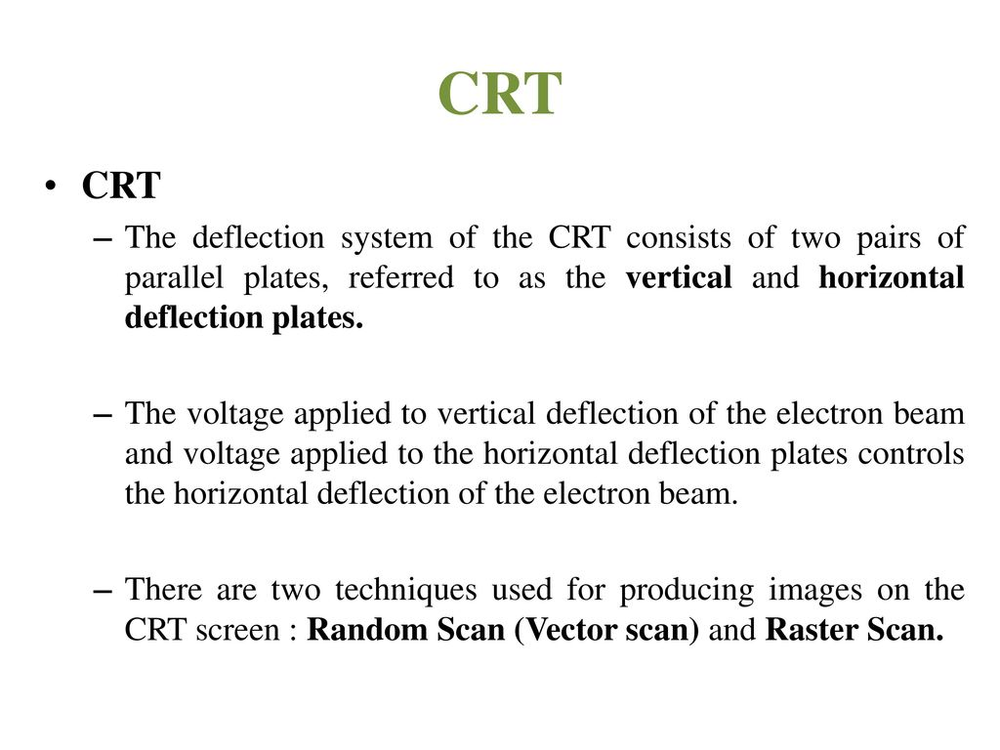 CRT
• CRT
– The deflection system of the CRT consists of two pairs of
parallel plates, referred to as the vertical and horizontal
deflection plates.
– The voltage applied to vertical deflection of the electron beam
and voltage applied to the horizontal deflection plates controls
the horizontal deflection of the electron beam.
– There are two techniques used for producing images on the
CRT screen : Random Scan (Vector scan) and Raster Scan.